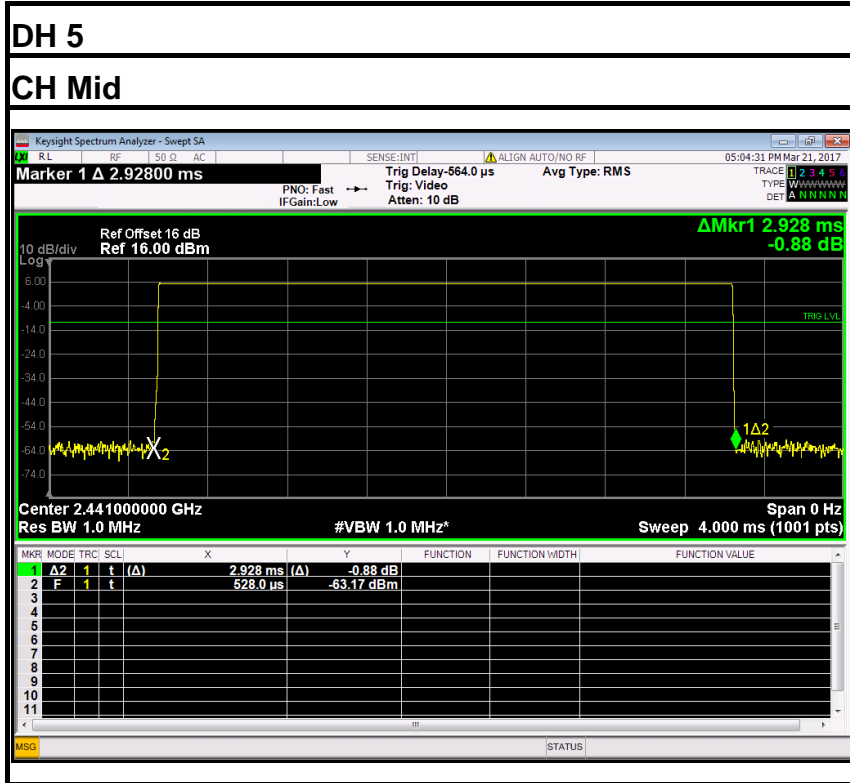 DH 5
CH Mid
Keysight Spectrum Analyzer - Swept SA
LXI RL RF 50 Ω AC SENSE:INT ALIGN AUTO/NO RF 05:04:31 PM Mar 21, 2017
Marker 1 Δ 2.92800 ms Trig Delay-564.0 µs Avg Type: RMS TRACE 1 2 3 4 5 6
PNO: Fast Trig: Video TYPE WWWWWW
IFGain:Low Atten: 10 dB DET A N N N N N
ΔMkr1 2.928 ms
-0.88 dB
Ref Offset 16 dB
10 dB/div Ref 16.00 dBm
Log
6.00
-4.00
TRIG LVL
-14.0
-24.0
-34.0
-44.0
-54.0
1Δ2
-64.0
X2
-74.0
Center 2.441000000 GHz Span 0 Hz
Res BW 1.0 MHz #VBW 1.0 MHz* Sweep 4.000 ms (1001 pts)
MKR MODE TRC SCL X Y FUNCTION FUNCTION WIDTH FUNCTION VALUE
1 Δ2 1 t (Δ) 2.928 ms (Δ) -0.88 dB
2 F 1 t 528.0 µs -63.17 dBm
3
4
5
6
7
8
9
10
11
MSG STATUS